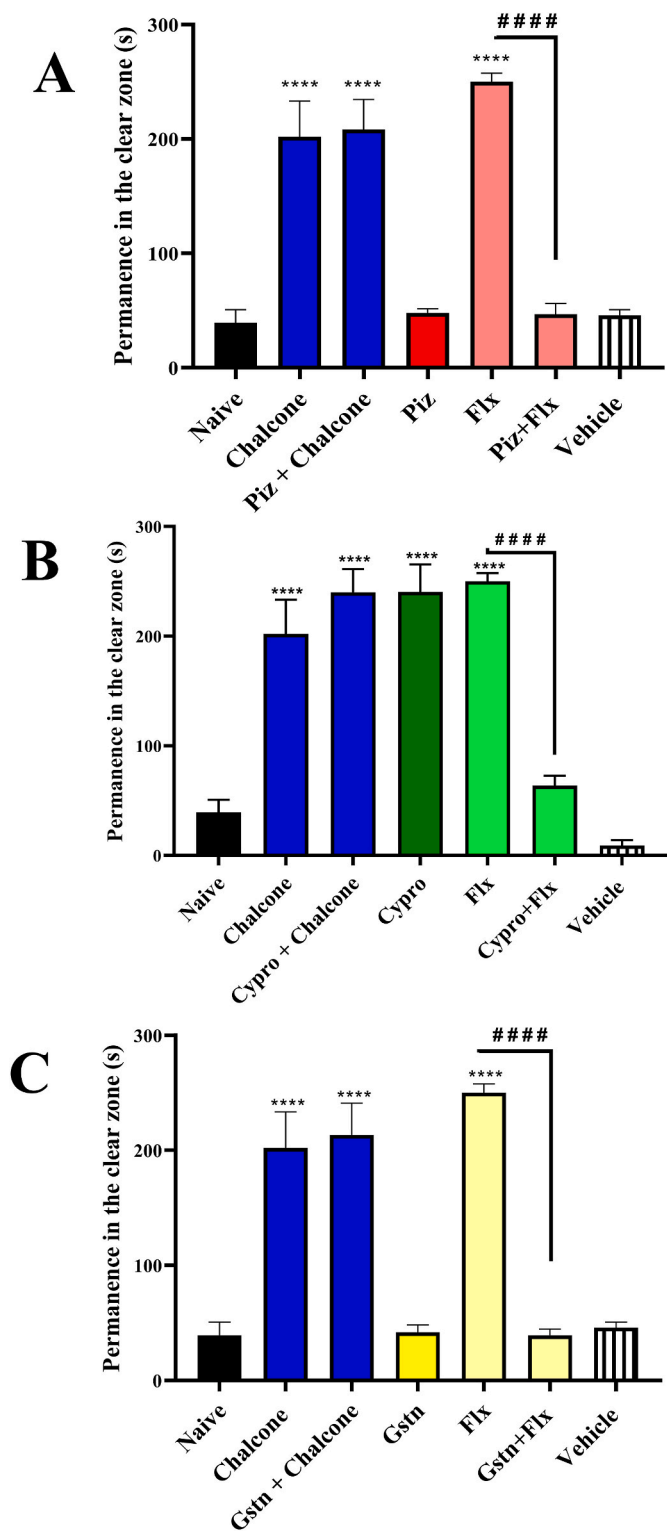 A
Permanence in the clear zone (s)
300
200
100
0
####
****
****
****
Naive
Chalcone
Piz + Chalcone
Piz
Flx
Piz+Flx
Vehicle
B
Permanence in the clear zone (s)
300
200
100
0
####
****
****
****
****
Naive
Chalcone
Cypro + Chalcone
Cypro
Flx
Cypro+Flx
Vehicle
C
Permanence in the clear zone (s)
300
200
100
0
####
****
****
****
Naive
Chalcone
Gstn + Chalcone
Gstn
Flx
Gstn+Flx
Vehicle